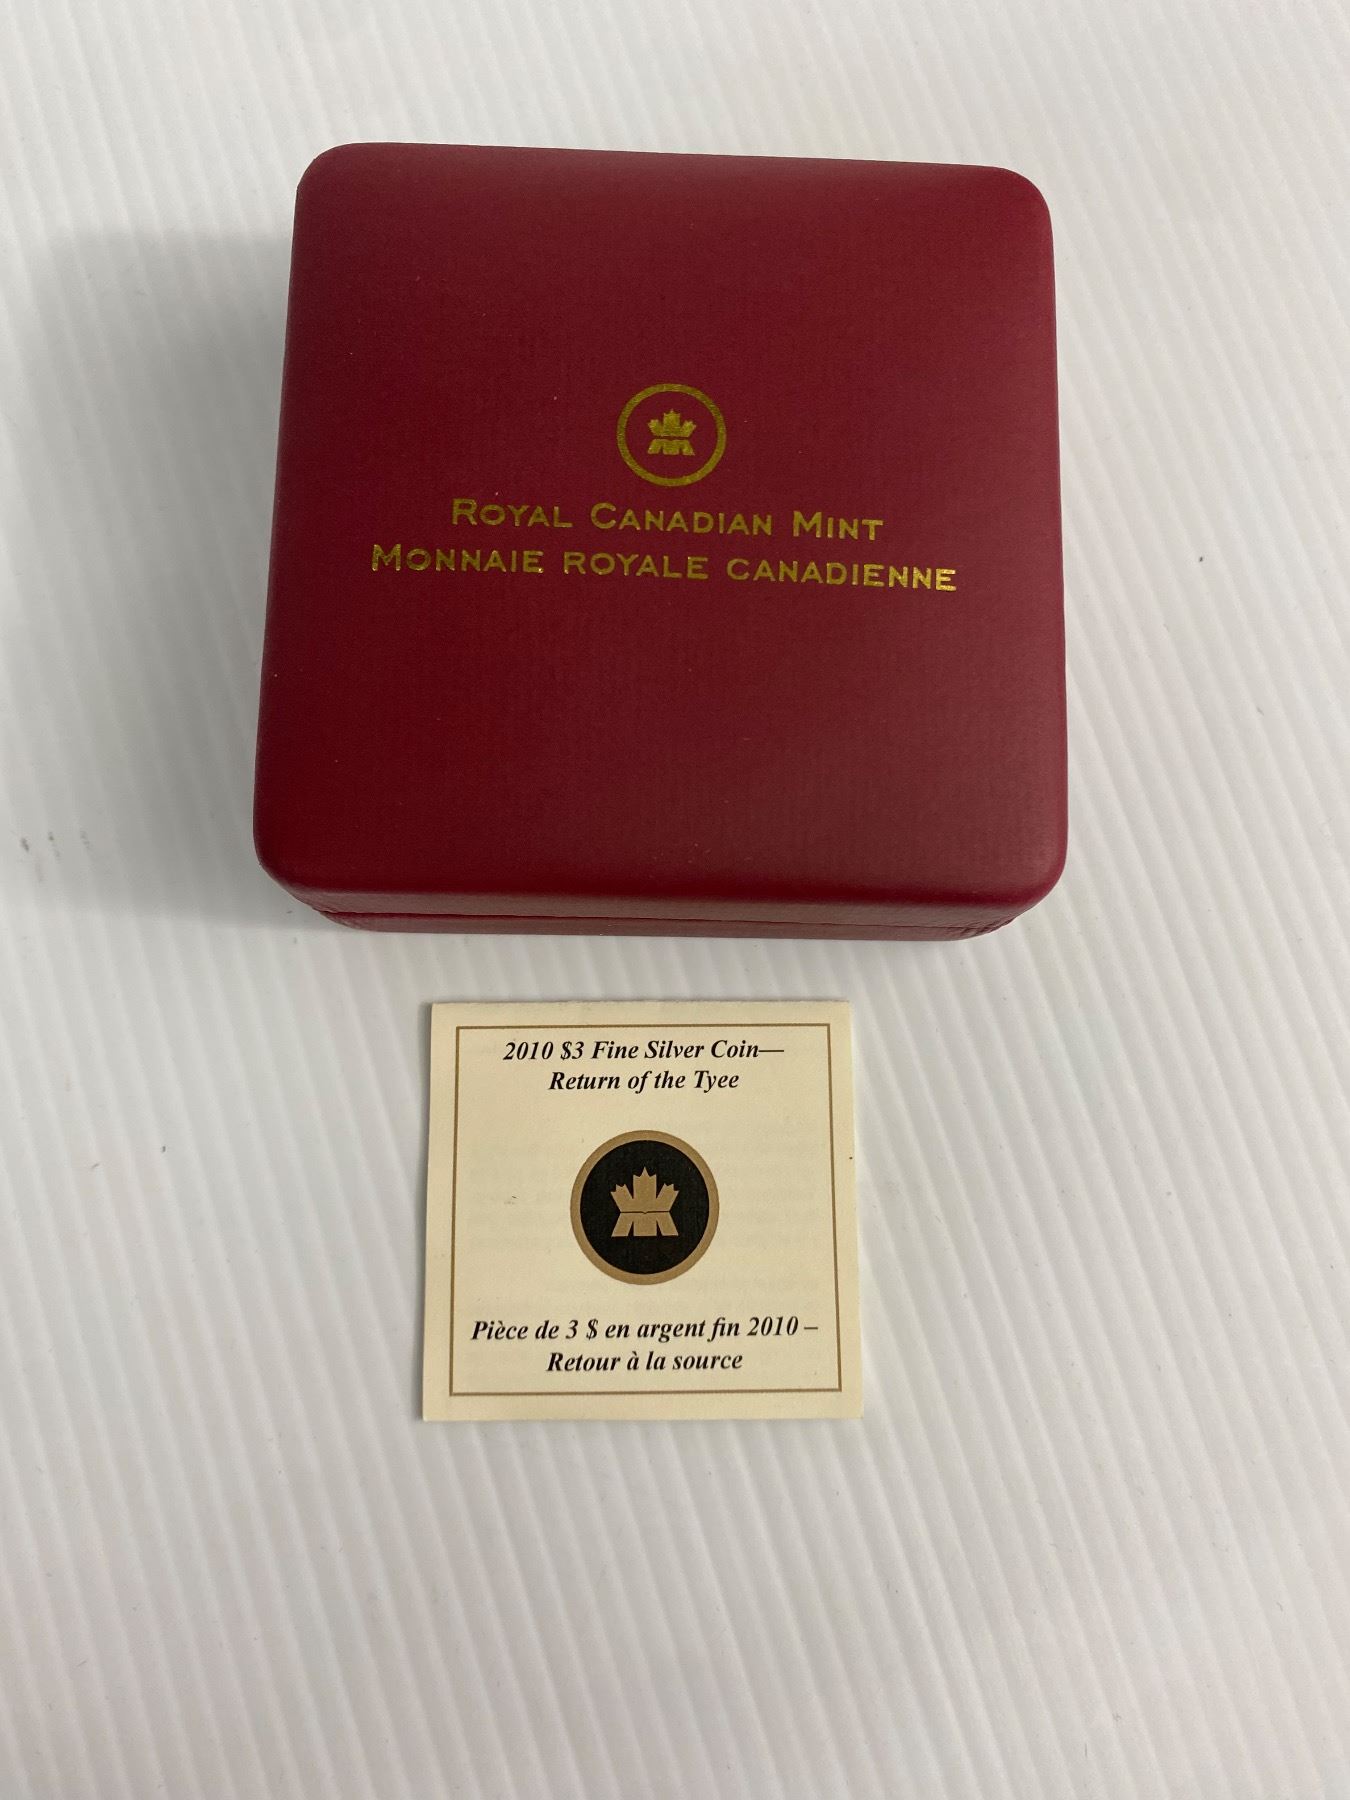 ROYAL CANADIAN MINT
MONNAIE ROYALE CANADIENNE
2010 $3 Fine Silver Coin—
Return of the Tyee
Pièce de 3 $ en argent fin 2010 –
Retour à la source